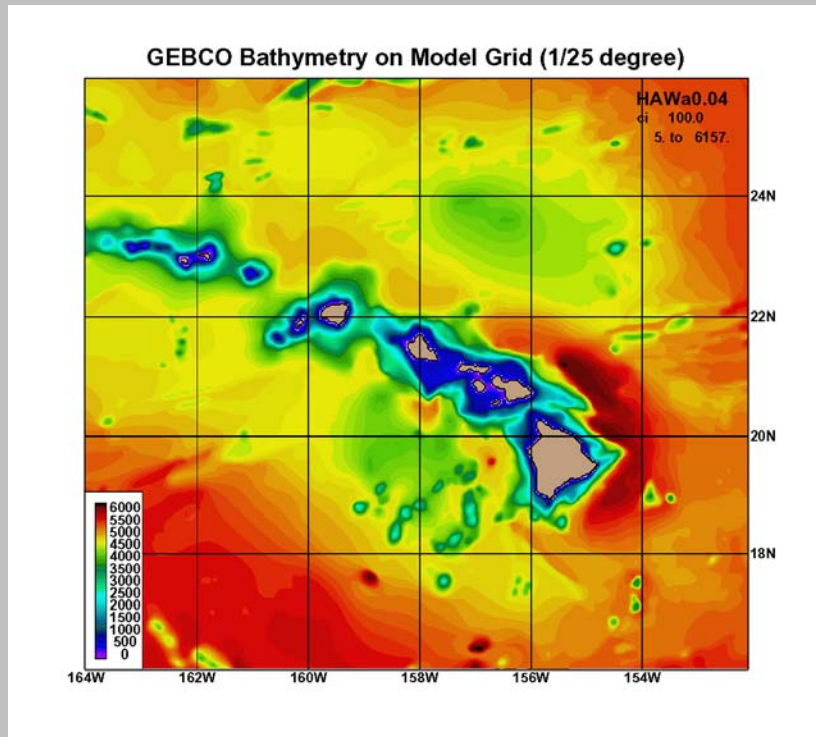 GEBCO Bathymetry on Model Grid (1/25 degree)
HAWa0.04
ci 100.0
5. to 6157.
24N
22N
20N
18N
6000
5500
5000
4500
4000
3500
3000
2500
2000
1500
1000
500
0
164W 162W 160W 158W 156W 154W